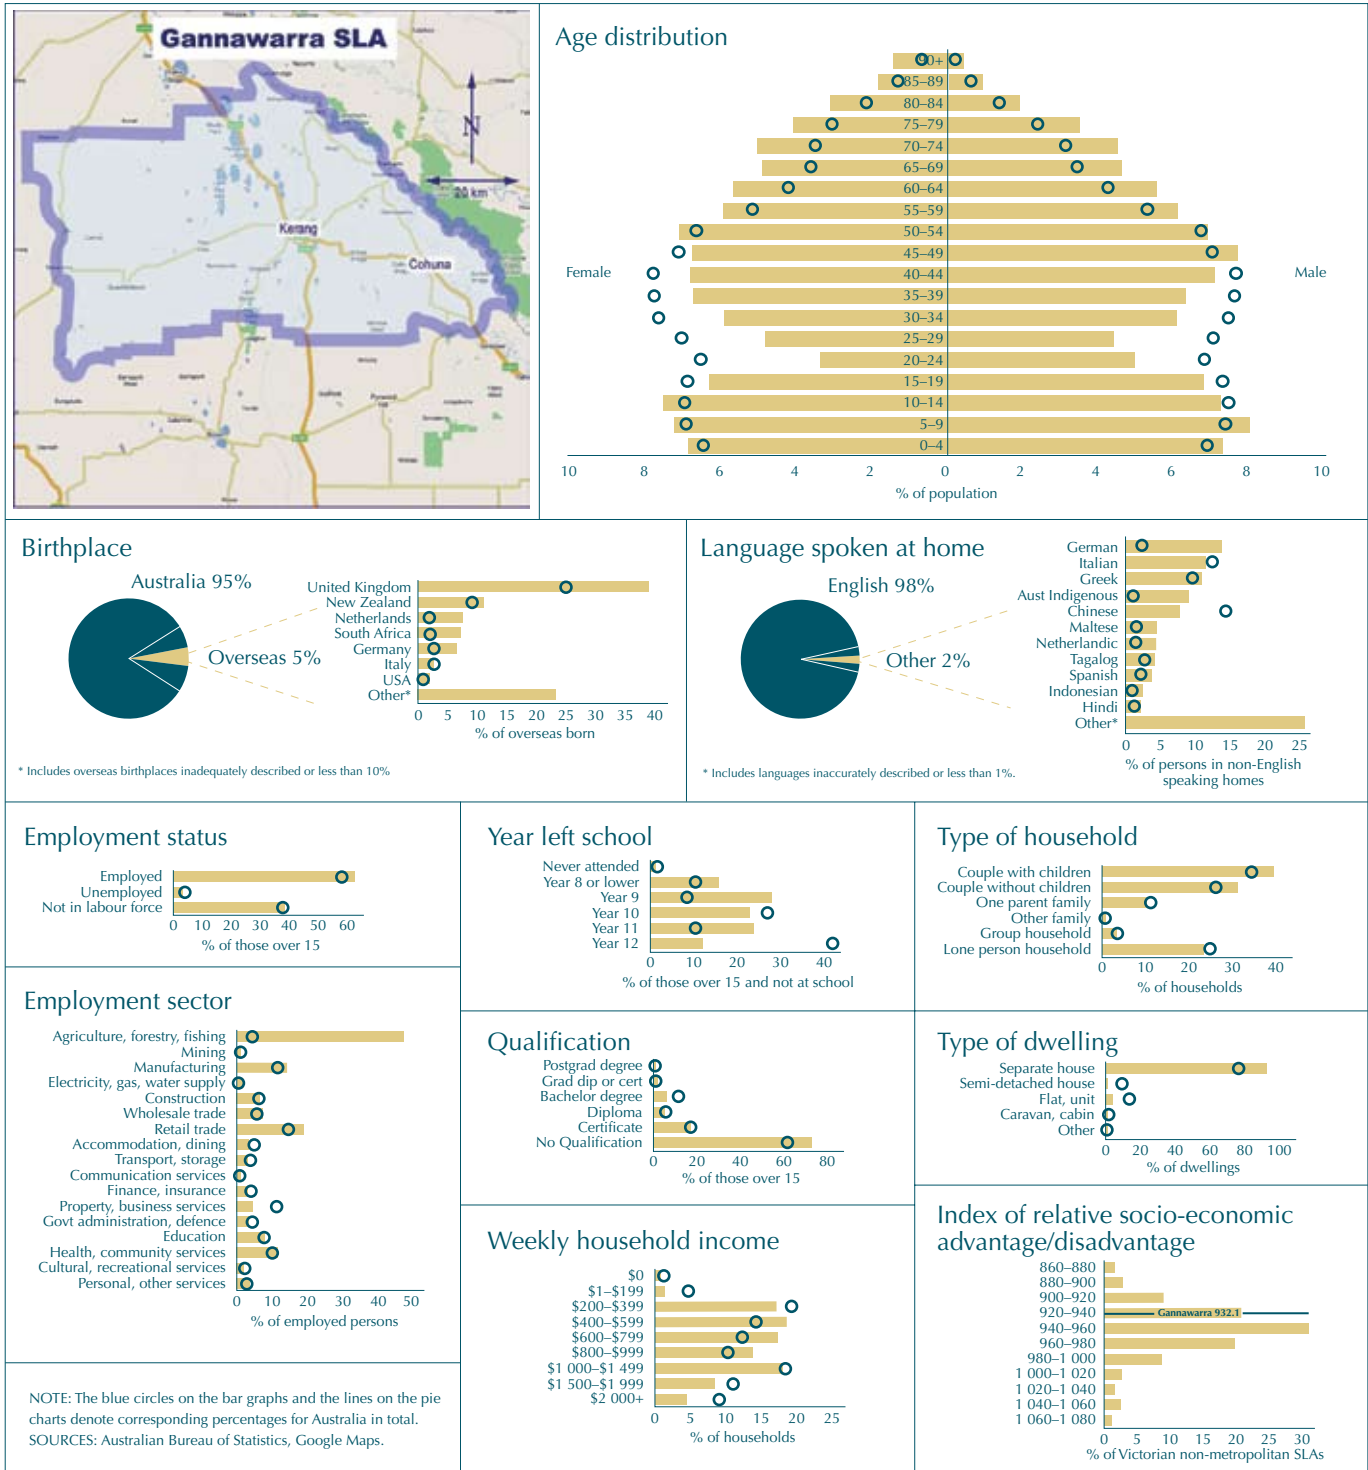 Gannawarra SLA
N
20 km
Kerang
Cohuna
Age distribution
90+
85–89
80–84
75–79
70–74
65–69
60–64
55–59
50–54
45–49
Female
40–44
Male
35–39
30–34
25–29
20–24
15–19
10–14
5–9
0–4
10 8 6 4 2 0 2 4 6 8 10
% of population
Birthplace
Australia 95%
Overseas 5%
United Kingdom
New Zealand
Netherlands
South Africa
Germany
Italy
USA
Other*
0 5 10 15 20 25 30 35 40
% of overseas born
* Includes overseas birthplaces inadequately described or less than 10%
Language spoken at home
English 98%
Other 2%
German
Italian
Greek
Aust Indigenous
Chinese
Maltese
Netherlandic
Tagalog
Spanish
Indonesian
Hindi
Other*
0 5 10 15 20 25
% of persons in non-English
speaking homes
* Includes languages inaccurately described or less than 1%.
Employment status
Employed
Unemployed
Not in labour force
0 10 20 30 40 50 60
% of those over 15
Employment sector
Agriculture, forestry, fishing
Mining
Manufacturing
Electricity, gas, water supply
Construction
Wholesale trade
Retail trade
Accommodation, dining
Transport, storage
Communication services
Finance, insurance
Property, business services
Govt administration, defence
Education
Health, community services
Cultural, recreational services
Personal, other services
0 10 20 30 40 50
% of employed persons
NOTE: The blue circles on the bar graphs and the lines on the pie
charts denote corresponding percentages for Australia in total.
SOURCES: Australian Bureau of Statistics, Google Maps.
Year left school
Never attended
Year 8 or lower
Year 9
Year 10
Year 11
Year 12
0 10 20 30 40
% of those over 15 and not at school
Qualification
Postgrad degree
Grad dip or cert
Bachelor degree
Diploma
Certificate
No Qualification
0 20 40 60 80
% of those over 15
Weekly household income
$0
$1–$199
$200–$399
$400–$599
$600–$799
$800–$999
$1 000–$1 499
$1 500–$1 999
$2 000+
0 5 10 15 20 25
% of households
Type of household
Couple with children
Couple without children
One parent family
Other family
Group household
Lone person household
0 10 20 30 40
% of households
Type of dwelling
Separate house
Semi-detached house
Flat, unit
Caravan, cabin
Other
0 20 40 60 80 100
% of dwellings
Index of relative socio-economic
advantage/disadvantage
860–880
880–900
900–920
920–940
Gannawarra 932.1
940–960
960–980
980–1 000
1 000–1 020
1 020–1 040
1 040–1 060
1 060–1 080
0 5 10 15 20 25 30
% of Victorian non-metropolitan SLAs